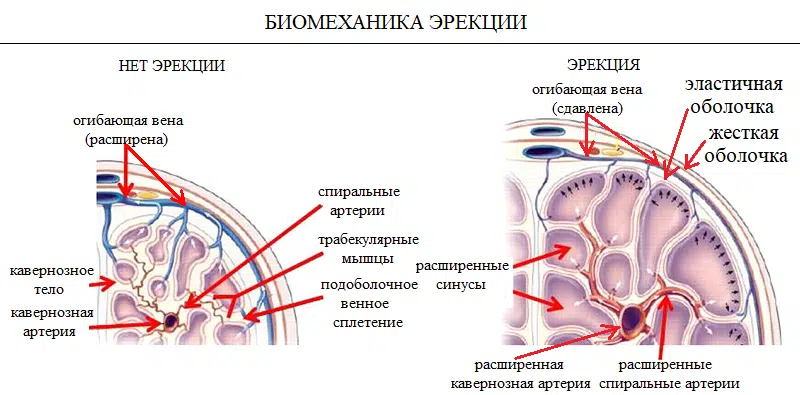 БИОМЕХАНИКА ЭРЕКЦИИ
НЕТ ЭРЕКЦИИ
огибающая вена
(расширена)
спиральные
артерии
трабекулярные
мышцы
подоболочное
венное
сплетение
кавернозное
тело
кавернозная
артерия
ЭРЕКЦИЯ
огибающая вена
(сдавлена)
эластичная
оболочка
жесткая
оболочка
расширенные
синусы
расширенная
кавернозная артерия
расширенные
спиральные артерии